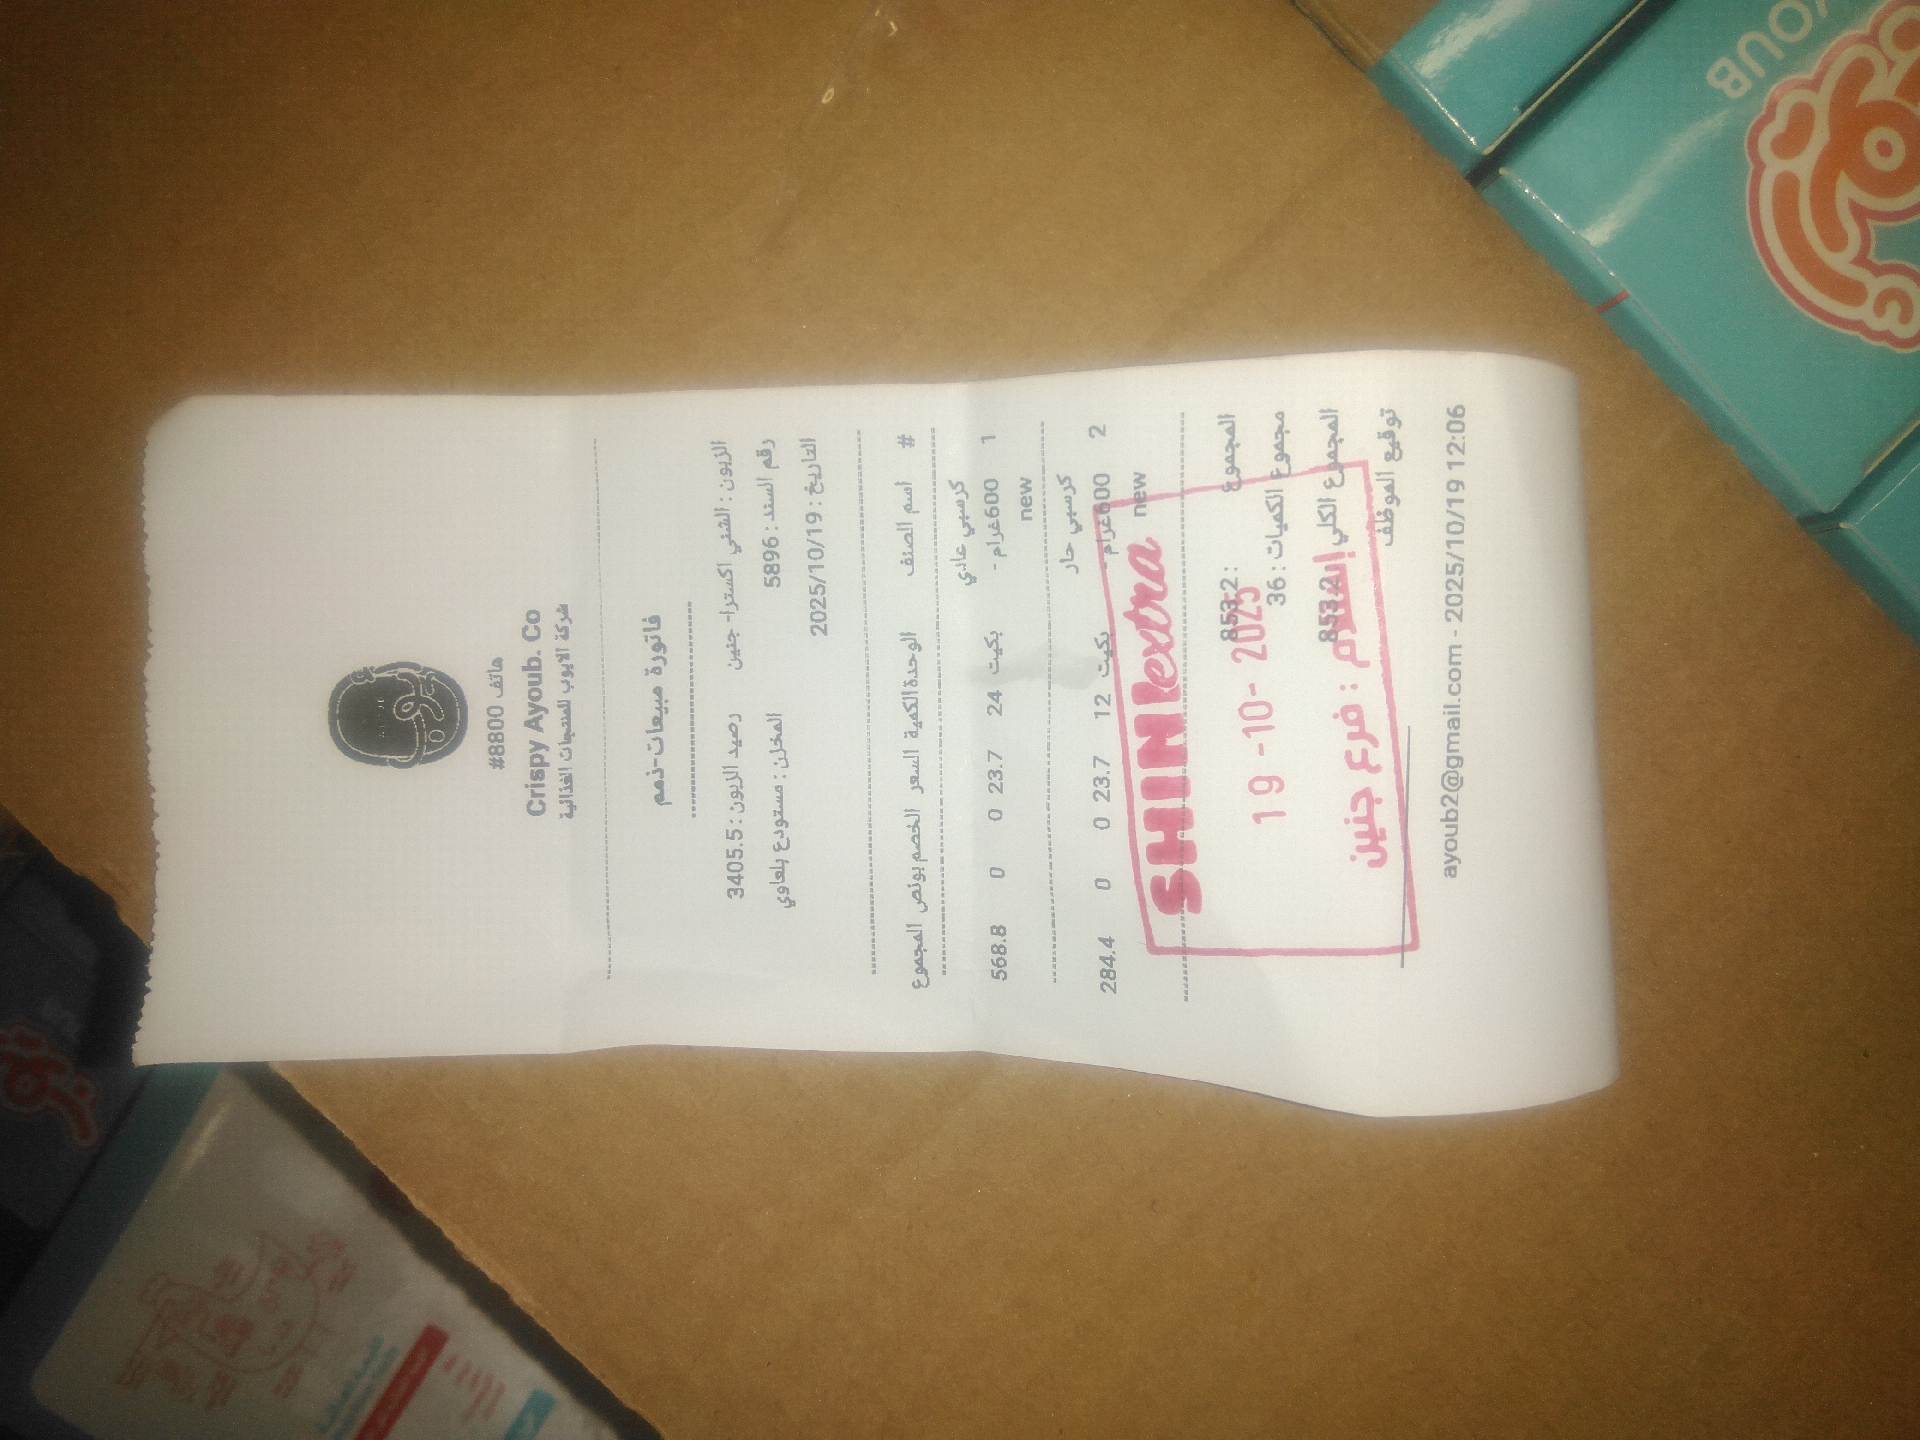 هاتف 8800#
Crispy Ayoub. Co
شركة الايوب للمنتجات الغذائية
فاتورة مبيعات-ذمم
الزبون : الشني اكسترا- جنين رصيد الزبون : 3405.5
رقم السند : 5896 المخزن : مستودع بلعاوي
التاريخ : 2025/10/19
# اسم الصنف الوحدة الكمية السعر الخصم بونص المجموع
كرسبي عادي
1 600غرام - بكيت 24 23.7 0 0 568.8
new
كرسبي حار
2 600غرام - بكيت 12 23.7 0 0 284.4
new
SHINI extra
المجموع : 853.2
19 -10- 2025
مجموع الكميات : 36
المجموع الكلي 853.2
إستلام : فرع جنين
توقيع الموظف
ayoub2@gmail.com - 2025/10/19 12:06
YOUB